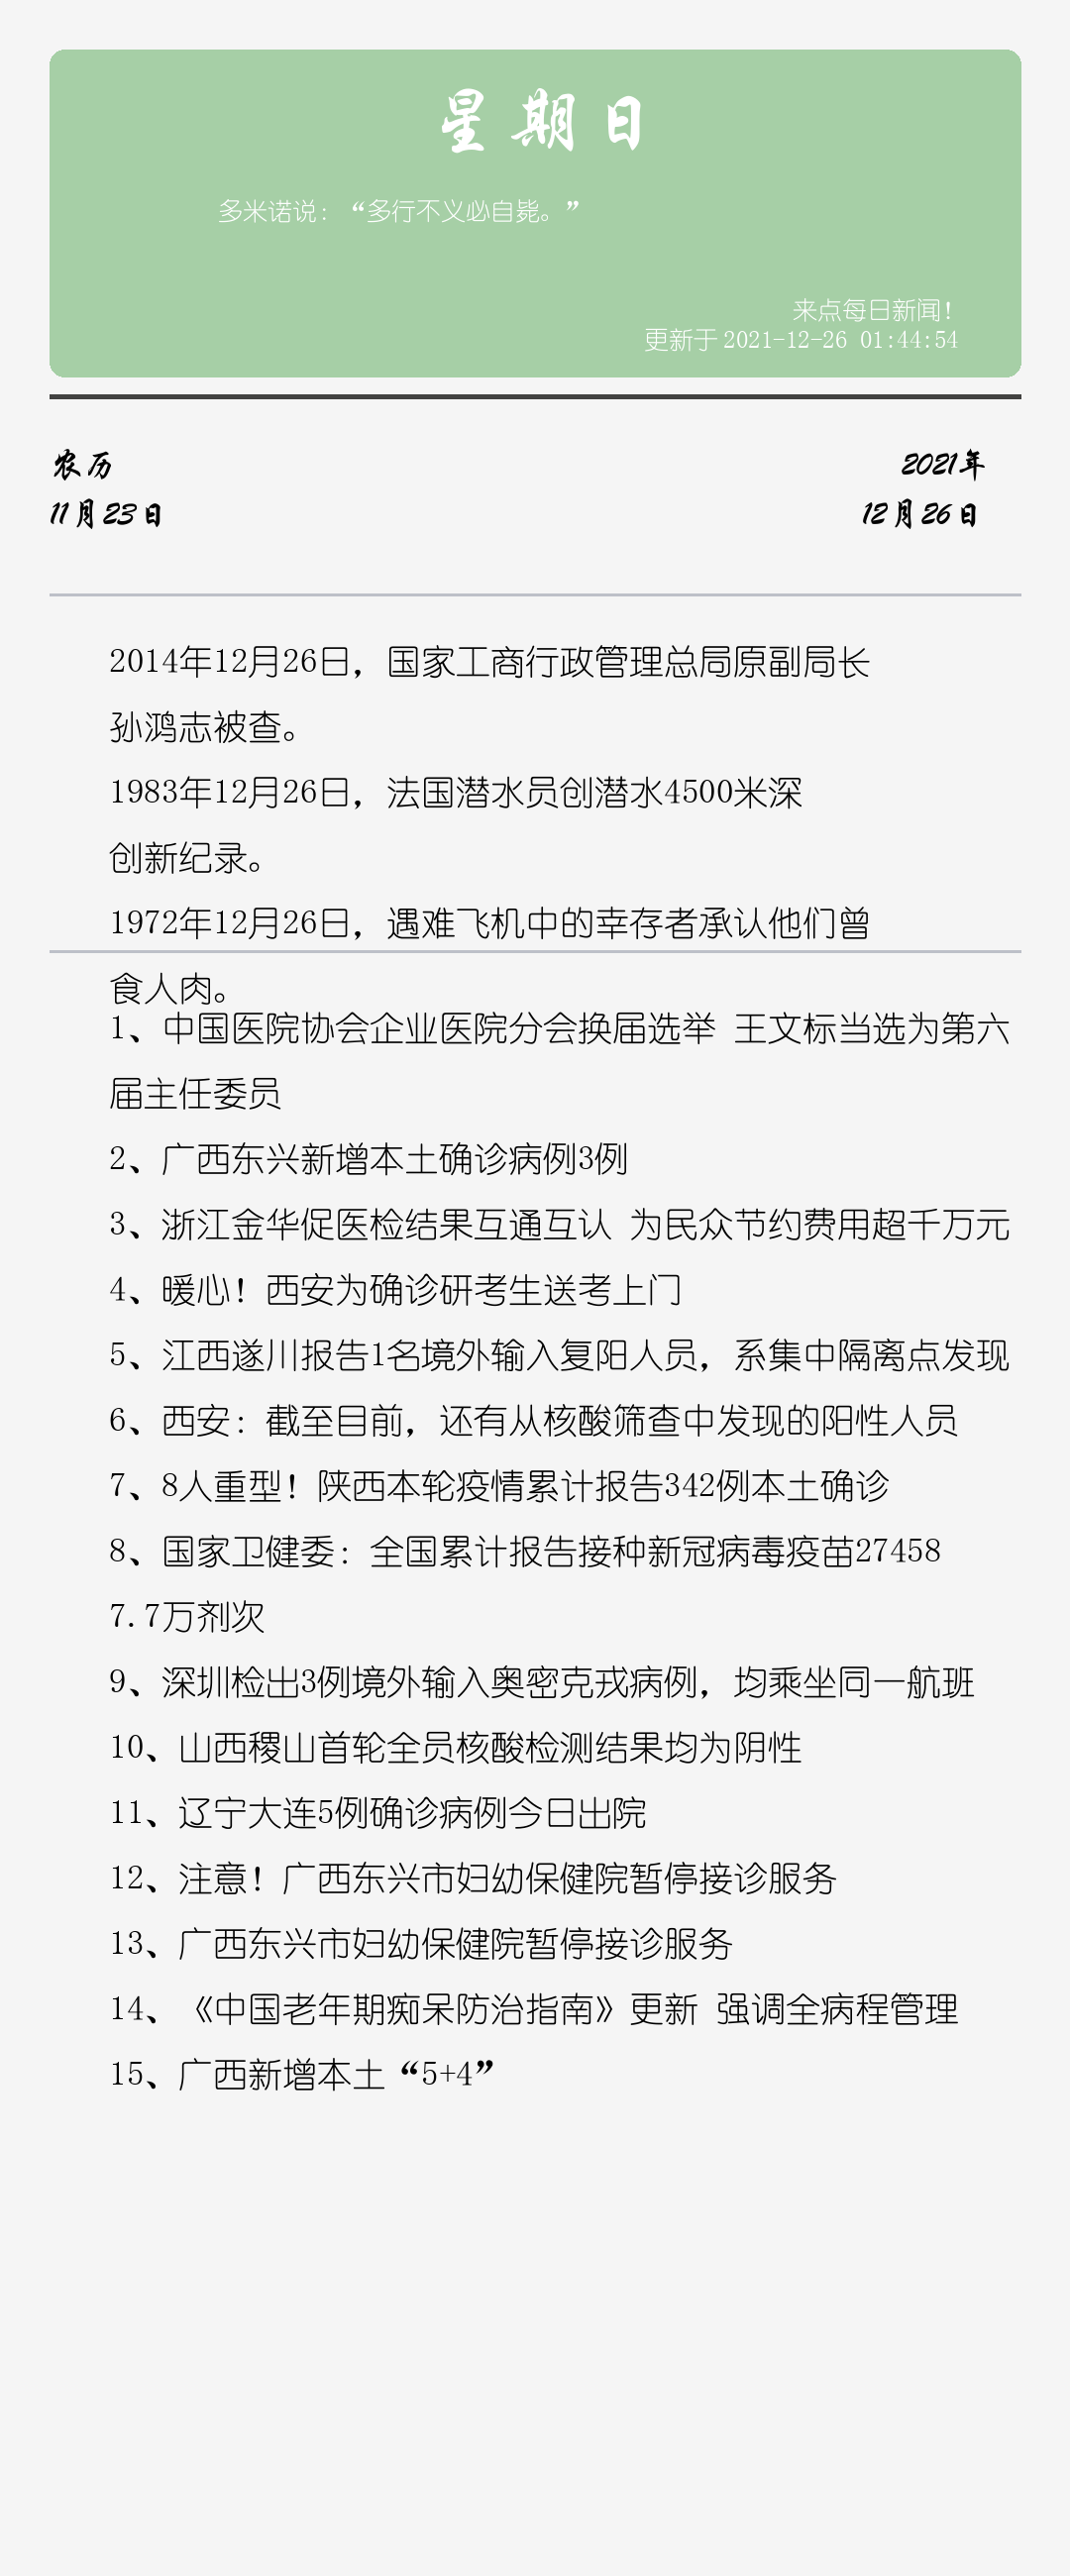 星期日
多米诺说：“多行不义必自毙。”
来点每日新闻！
更新于2021-12-26 01:44:54
农历
2021年
11月23日
12月26日
2014年12月26日，国家工商行政管理总局原副局长
孙鸿志被查。
1983年12月26日，法国潜水员创潜水4500米深
创新纪录。
1972年12月26日，遇难飞机中的幸存者承认他们曾
食人肉。
1、中国医院协会企业医院分会换届选举 王文标当选为第六
届主任委员
2、广西东兴新增本土确诊病例3例
3、浙江金华促医检结果互通互认 为民众节约费用超千万元
4、暖心！西安为确诊研考生送考上门
5、江西遂川报告1名境外输入复阳人员，系集中隔离点发现
6、西安：截至目前，还有从核酸筛查中发现的阳性人员
7、8人重型！陕西本轮疫情累计报告342例本土确诊
8、国家卫健委：全国累计报告接种新冠病毒疫苗27458
7.7万剂次
9、深圳检出3例境外输入奥密克戎病例，均乘坐同一航班
10、山西稷山首轮全员核酸检测结果均为阴性
11、辽宁大连5例确诊病例今日出院
12、注意！广西东兴市妇幼保健院暂停接诊服务
13、广西东兴市妇幼保健院暂停接诊服务
14、《中国老年期痴呆防治指南》更新 强调全病程管理
15、广西新增本土“5+4”